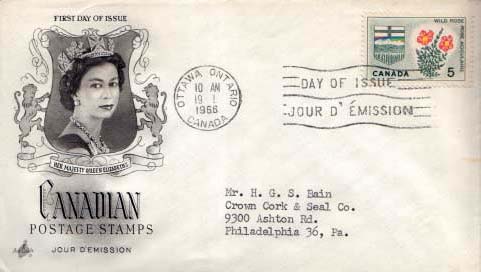 FIRST DAY OF ISSUE
HER MAJESTY QUEEN ELIZABETH II
CANADIAN
POSTAGE STAMPS
JOUR D'EMISSION
OTTAWA ONTARIO
10 AM
19 I
1966
CANADA
DAY OF ISSUE
JOUR D'ÉMISSION
WILD ROSE
CANADA
5
Mr. H. G. S. Bain
Crown Cork & Seal Co.
9300 Ashton Rd.
Philadelphia 36, Pa.